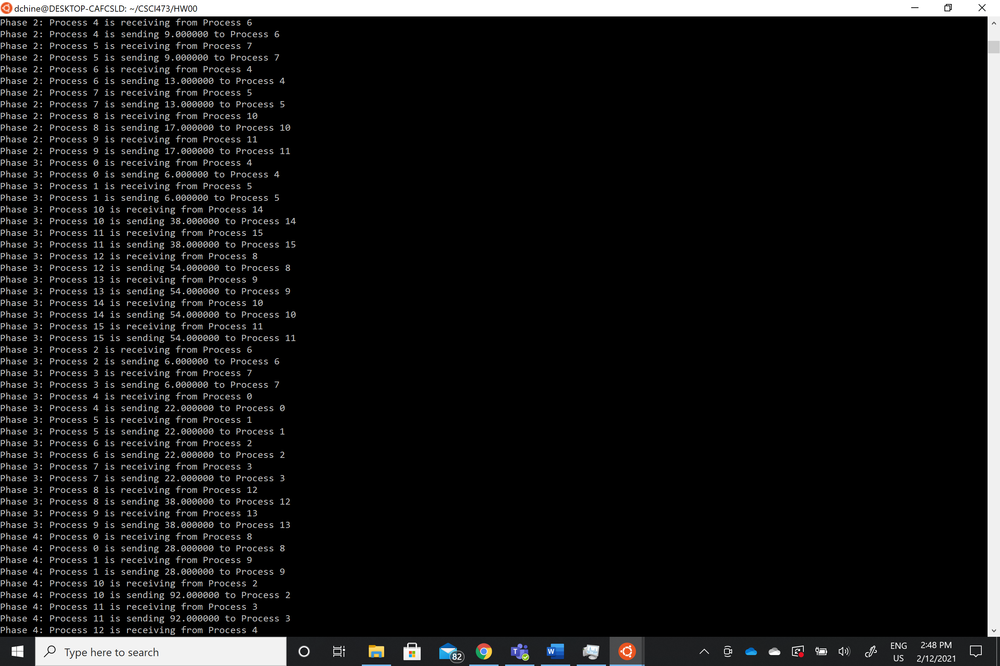 dchine@DESKTOP-CAFCSLD: ~/CSCI473/HW00
Phase 2: Process 4 is receiving from Process 6
Phase 2: Process 4 is sending 9.000000 to Process 6
Phase 2: Process 5 is receiving from Process 7
Phase 2: Process 5 is sending 9.000000 to Process 7
Phase 2: Process 6 is receiving from Process 4
Phase 2: Process 6 is sending 13.000000 to Process 4
Phase 2: Process 7 is receiving from Process 5
Phase 2: Process 7 is sending 13.000000 to Process 5
Phase 2: Process 8 is receiving from Process 10
Phase 2: Process 8 is sending 17.000000 to Process 10
Phase 2: Process 9 is receiving from Process 11
Phase 2: Process 9 is sending 17.000000 to Process 11
Phase 3: Process 0 is receiving from Process 4
Phase 3: Process 0 is sending 6.000000 to Process 4
Phase 3: Process 1 is receiving from Process 5
Phase 3: Process 1 is sending 6.000000 to Process 5
Phase 3: Process 10 is receiving from Process 14
Phase 3: Process 10 is sending 38.000000 to Process 14
Phase 3: Process 11 is receiving from Process 15
Phase 3: Process 11 is sending 38.000000 to Process 15
Phase 3: Process 12 is receiving from Process 8
Phase 3: Process 12 is sending 54.000000 to Process 8
Phase 3: Process 13 is receiving from Process 9
Phase 3: Process 13 is sending 54.000000 to Process 9
Phase 3: Process 14 is receiving from Process 10
Phase 3: Process 14 is sending 54.000000 to Process 10
Phase 3: Process 15 is receiving from Process 11
Phase 3: Process 15 is sending 54.000000 to Process 11
Phase 3: Process 2 is receiving from Process 6
Phase 3: Process 2 is sending 6.000000 to Process 6
Phase 3: Process 3 is receiving from Process 7
Phase 3: Process 3 is sending 6.000000 to Process 7
Phase 3: Process 4 is receiving from Process 0
Phase 3: Process 4 is sending 22.000000 to Process 0
Phase 3: Process 5 is receiving from Process 1
Phase 3: Process 5 is sending 22.000000 to Process 1
Phase 3: Process 6 is receiving from Process 2
Phase 3: Process 6 is sending 22.000000 to Process 2
Phase 3: Process 7 is receiving from Process 3
Phase 3: Process 7 is sending 22.000000 to Process 3
Phase 3: Process 8 is receiving from Process 12
Phase 3: Process 8 is sending 38.000000 to Process 12
Phase 3: Process 9 is receiving from Process 13
Phase 3: Process 9 is sending 38.000000 to Process 13
Phase 4: Process 0 is receiving from Process 8
Phase 4: Process 0 is sending 28.000000 to Process 8
Phase 4: Process 1 is receiving from Process 9
Phase 4: Process 1 is sending 28.000000 to Process 9
Phase 4: Process 10 is receiving from Process 2
Phase 4: Process 10 is sending 92.000000 to Process 2
Phase 4: Process 11 is receiving from Process 3
Phase 4: Process 11 is sending 92.000000 to Process 3
Phase 4: Process 12 is receiving from Process 4
Type here to search
82
T
W
ENG
US
2:48 PM
2/12/2021